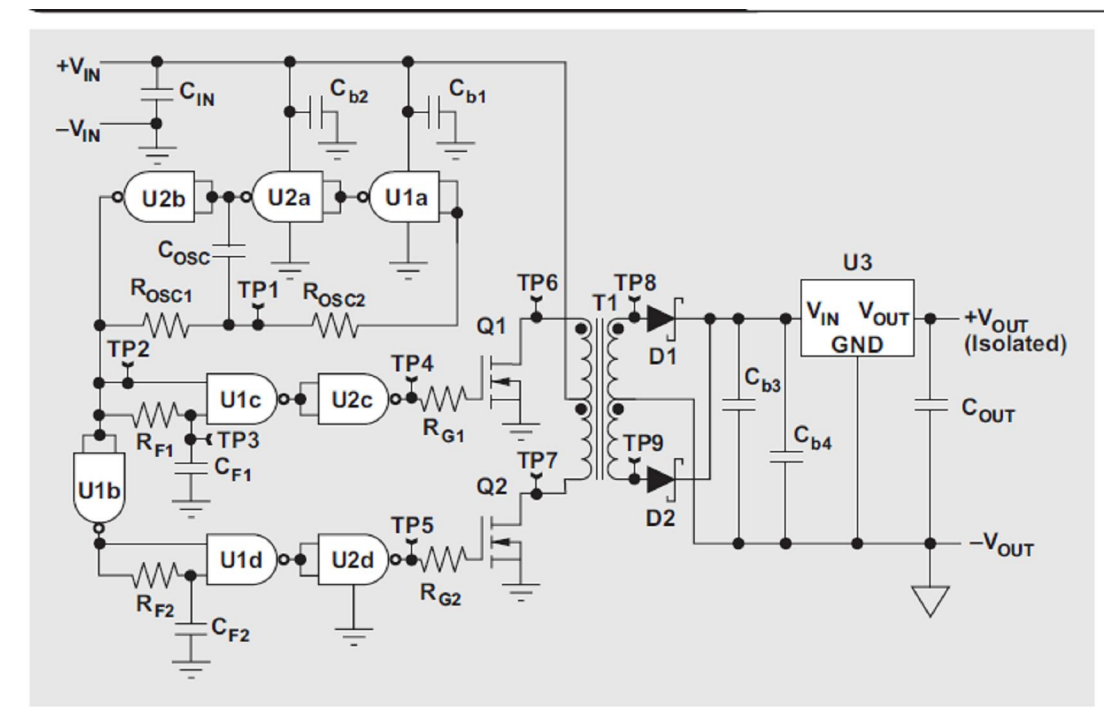 +VIN
CIN
Cb2
Cb1
–VIN
U2b
U2a
U1a
COSC
ROSC1
TP1
ROSC2
TP2
TP6
T1
TP8
U3
VIN
VOUT
GND
+VOUT
(Isolated)
Q1
D1
TP4
U1c
U2c
RF1
TP3
CF1
RG1
Cb3
COUT
Cb4
TP9
TP7
U1b
Q2
D2
TP5
U1d
U2d
–VOUT
RF2
RG2
CF2